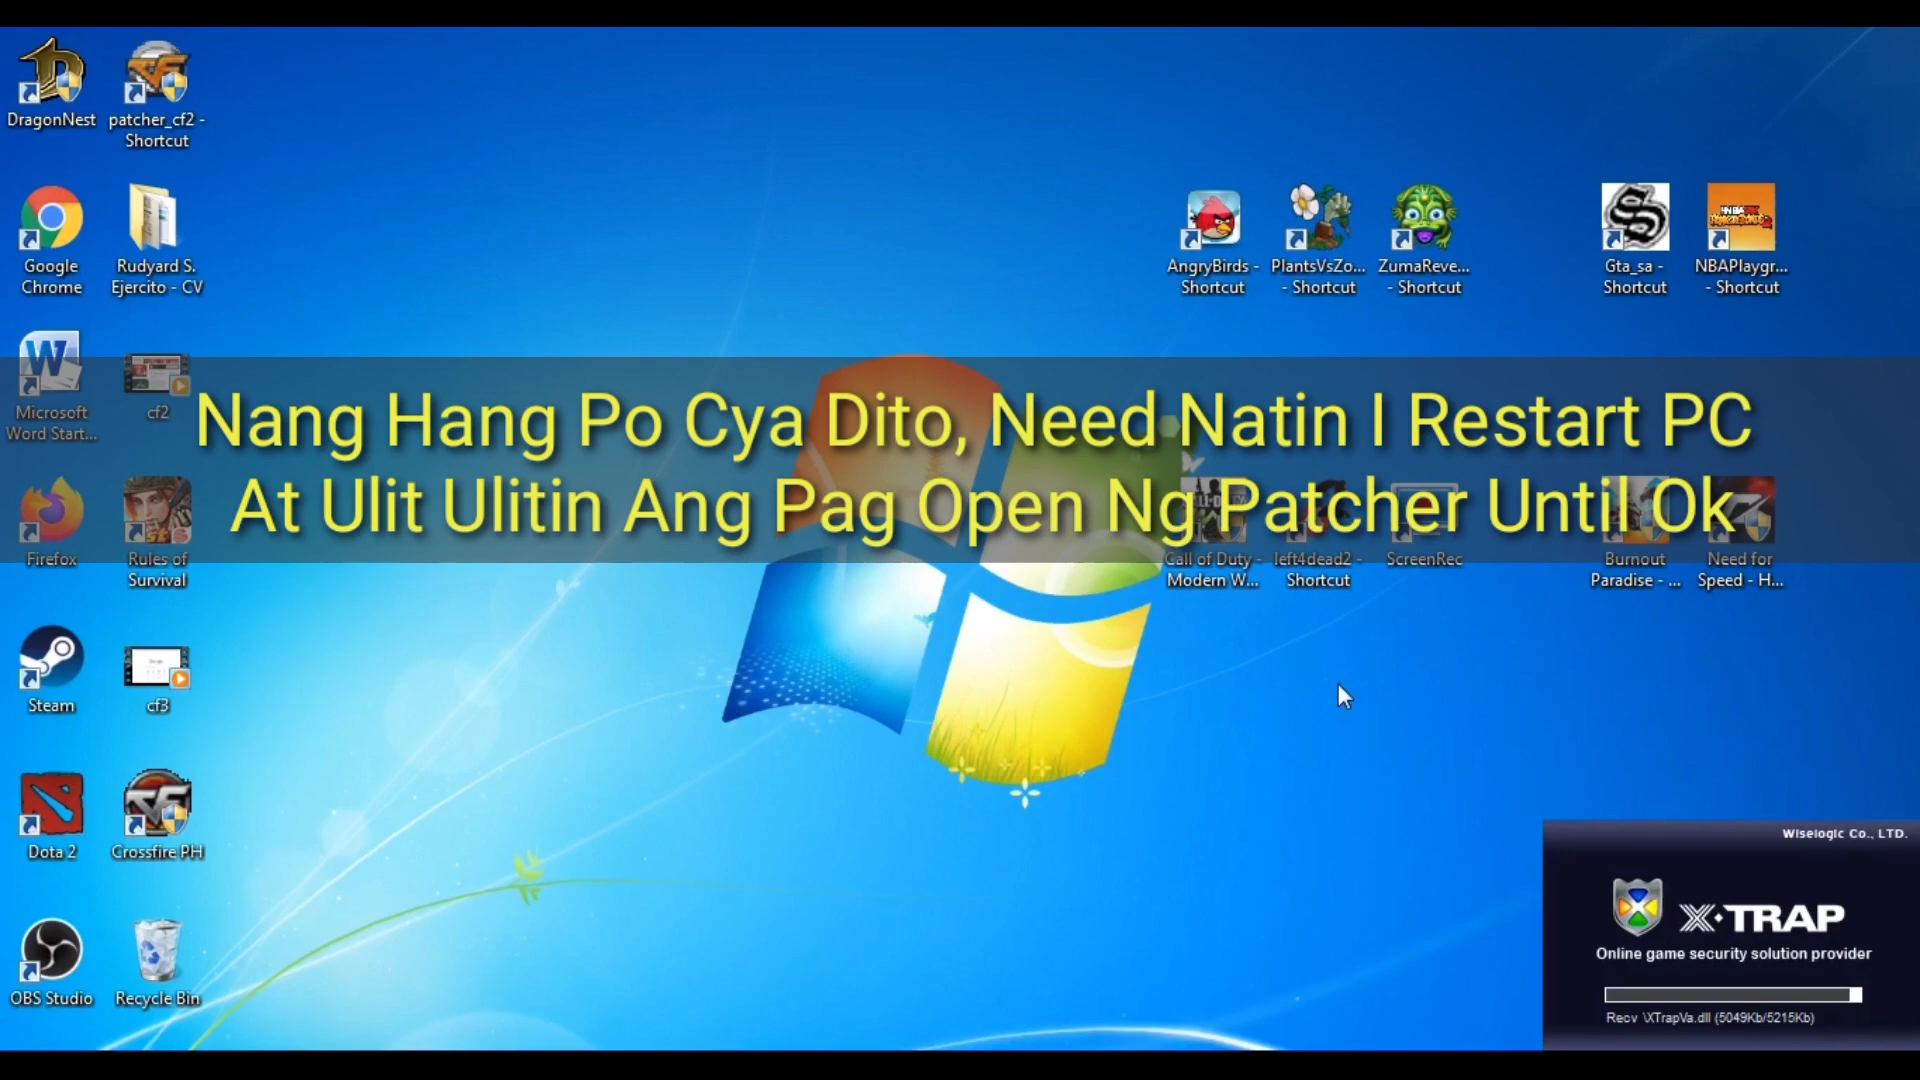 DragonNest
patcher_cf2 -
Shortcut
Google
Chrome
Rudyard S.
Ejercito - CV
AngryBirds -
Shortcut
PlantsVsZo...
- Shortcut
ZumaReve...
- Shortcut
Gta_sa -
Shortcut
NBAPlaygr...
- Shortcut
Microsoft
Word Start...
cf2
Nang Hang Po Cya Dito, Need Natin I Restart PC
At Ulit Ulitin Ang Pag Open Ng Patcher Until Ok
Firefox
Rules of
Survival
Call of Duty -
Modern W...
left4dead2 -
Shortcut
ScreenRec
Burnout
Paradise - ...
Need for
Speed - H...
Steam
cf3
Dota 2
Crossfire PH
OBS Studio
Recycle Bin
Wiselogic Co., LTD.
X·TRAP
Online game security solution provider
Recv \XTrapVa.dll (5049Kb/5215Kb)